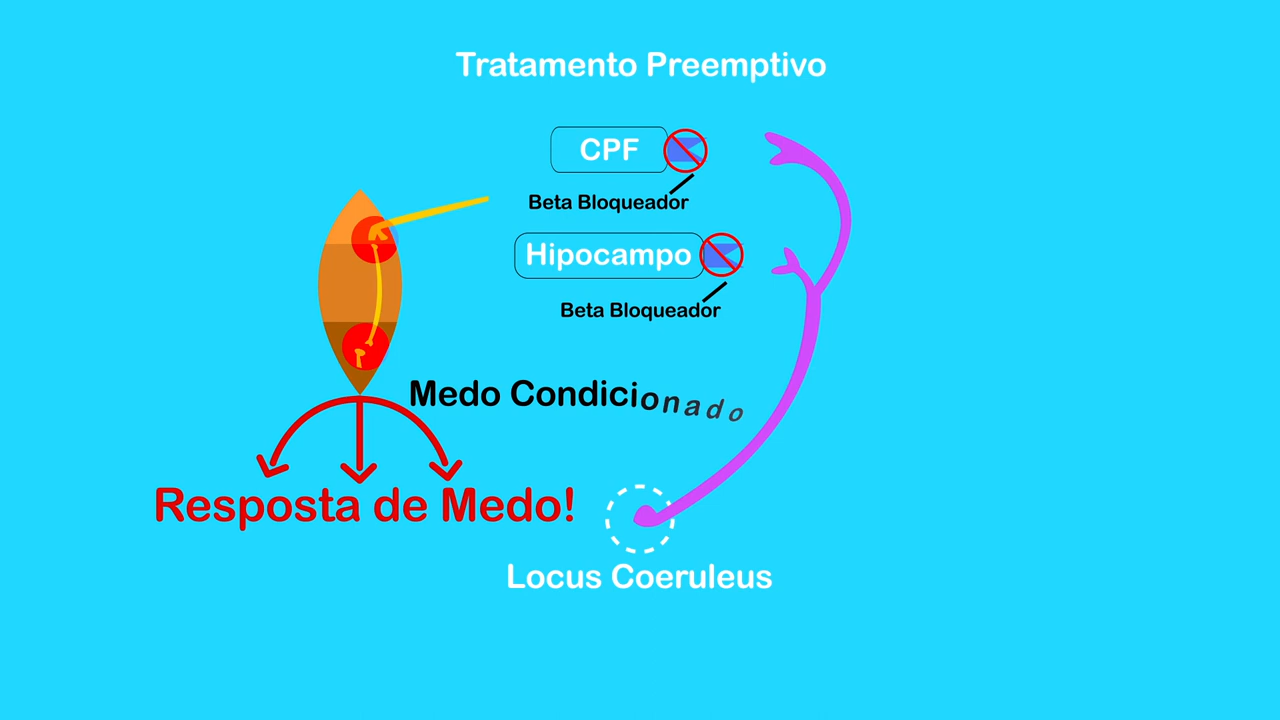 Tratamento Preemptivo
CPF
Beta Bloqueador
Hipocampo
Beta Bloqueador
Medo Condicionado
Resposta de Medo!
Locus Coeruleus